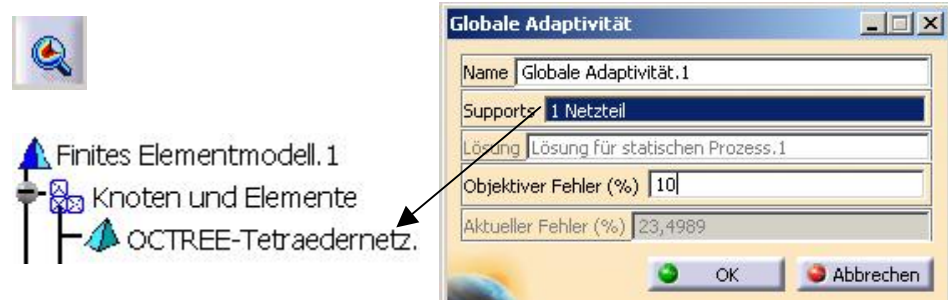 Globale Adaptivität
Name Globale Adaptivität.1
Supports 1 Netzteil
Lösung Lösung für statischen Prozess.1
Objektiver Fehler (%) 10
Aktueller Fehler (%) 23,4989
OK Abbrechen
Finites Elementmodell.1
Knoten und Elemente
OCTREE-Tetraedernetz.